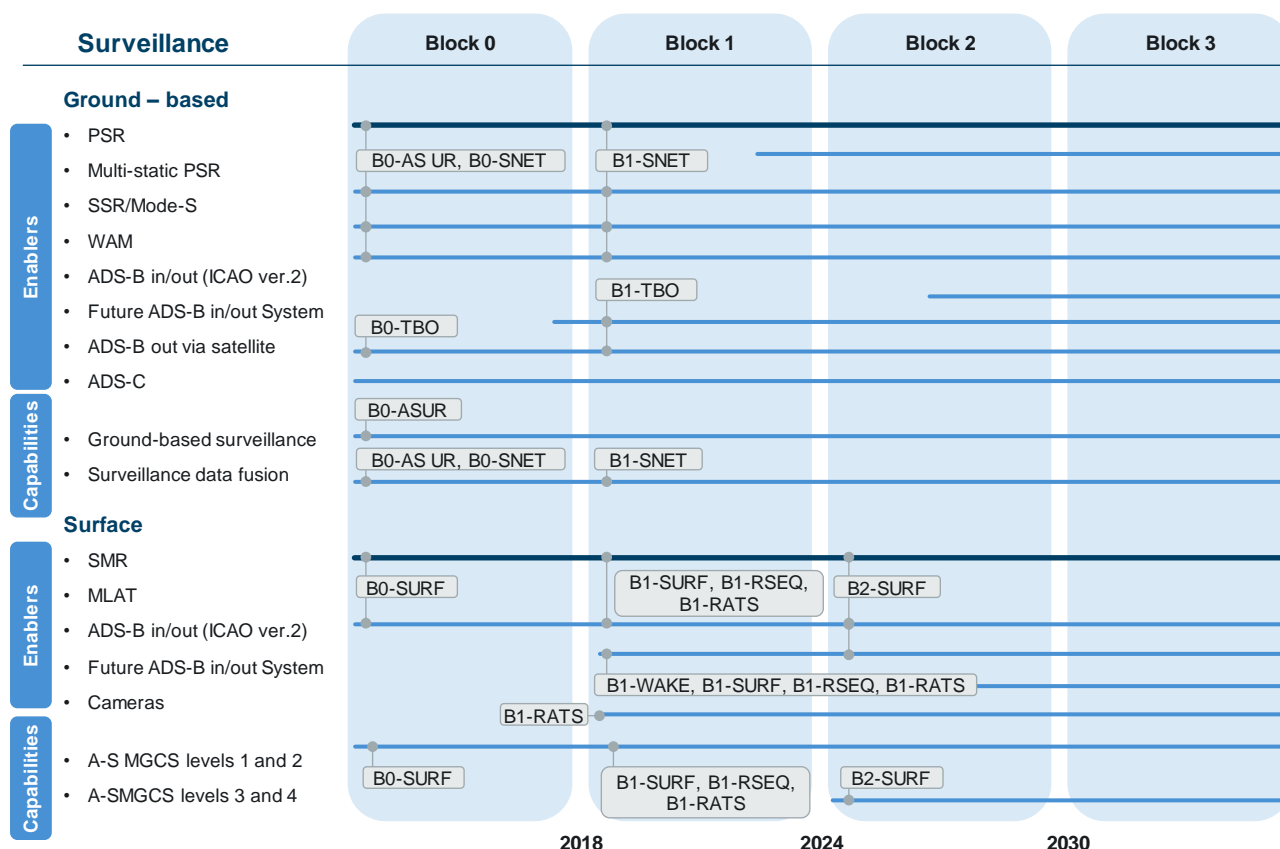 Surveillance
Block 0
Block 1
Block 2
Block 3
Ground – based
Enablers
• PSR
• Multi-static PSR
• SSR/Mode-S
• WAM
• ADS-B in/out (ICAO ver.2)
• Future ADS-B in/out System
• ADS-B out via satellite
• ADS-C
B0-AS UR, B0-SNET
B1-SNET
B1-TBO
B0-TBO
Capabilities
• Ground-based surveillance
• Surveillance data fusion
B0-ASUR
B0-AS UR, B0-SNET
B1-SNET
Surface
Enablers
• SMR
• MLAT
• ADS-B in/out (ICAO ver.2)
• Future ADS-B in/out System
• Cameras
B0-SURF
B1-SURF, B1-RSEQ,
B1-RATS
B2-SURF
B1-WAKE, B1-SURF, B1-RSEQ, B1-RATS
B1-RATS
Capabilities
• A-S MGCS levels 1 and 2
• A-SMGCS levels 3 and 4
B0-SURF
B1-SURF, B1-RSEQ,
B1-RATS
B2-SURF
2018
2024
2030